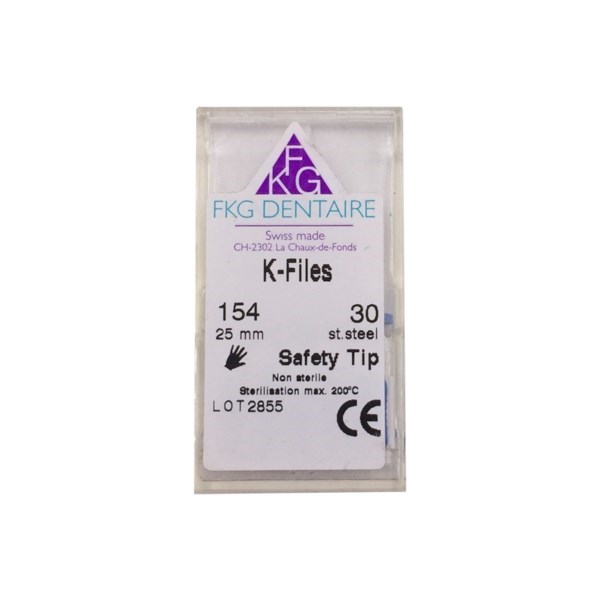 F
KG
FKG DENTAIRE
Swiss made
CH-2302 La Chaux-de-Fonds
K-Files
154 30
25 mm st.steel
Safety Tip
Non sterile
Sterilisation max. 200°C
LOT2855 CE